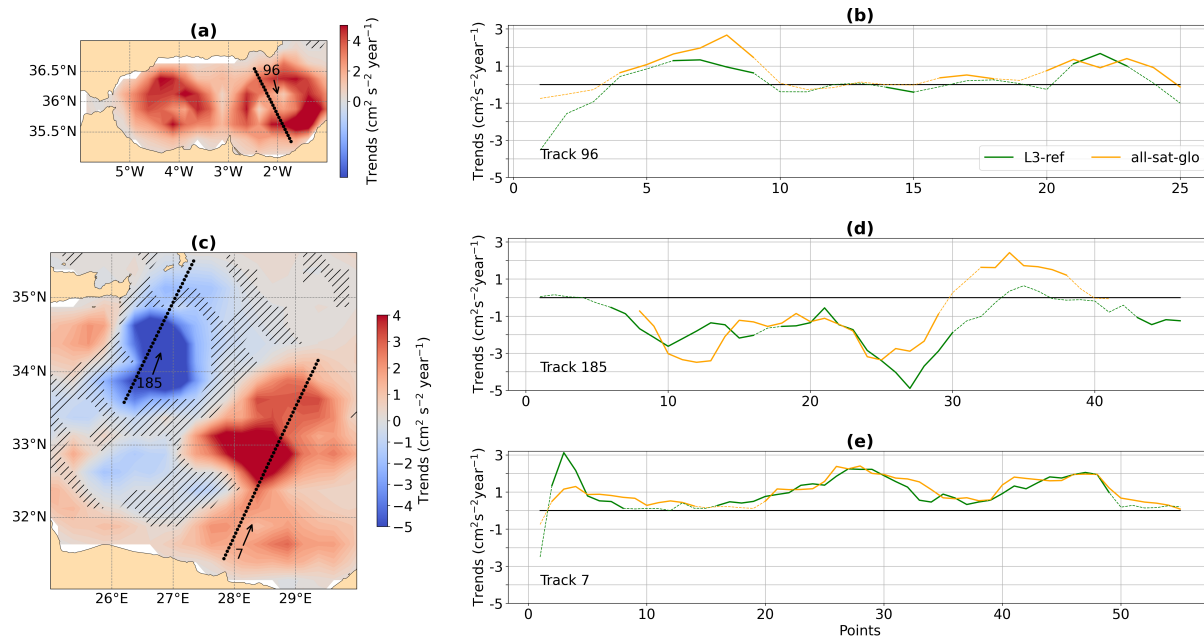 (a)
36.5°N
36°N
35.5°N
5°W
4°W
3°W
2°W
96
4
3
2
1
0
Trends (cm² s⁻² year⁻¹)
(b)
3
1
-1
-3
-5
Trends (cm²s⁻²year⁻¹)
Track 96
L3-ref
all-sat-glo
0
5
10
15
20
25
(c)
35°N
34°N
33°N
32°N
26°E
27°E
28°E
29°E
185
7
4
3
2
1
0
−1
−2
−3
−4
−5
Trends (cm² s⁻² year⁻¹)
(d)
3
1
-1
-3
-5
Trends (cm²s⁻²year⁻¹)
Track 185
0
10
20
30
40
(e)
3
1
-1
-3
-5
Trends (cm²s⁻²year⁻¹)
Track 7
0
10
20
30
40
50
Points